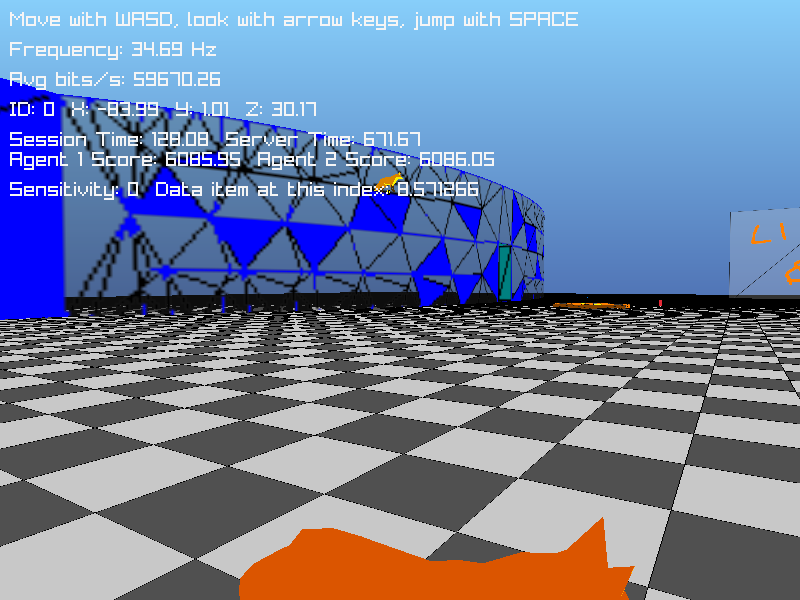 Move with WASD, look with arrow keys, jump with SPACE
Frequency: 34.69 Hz
Avg bits/s: 59670.26
ID: 0 X: -83.99 Y: 1.01 Z: 30.17
Session Time: 128.08 Server Time: 671.67
Agent 1 Score: 6085.95 Agent 2 Score: 6086.05
Sensitivity: 0 Data item at this index: 8.571266